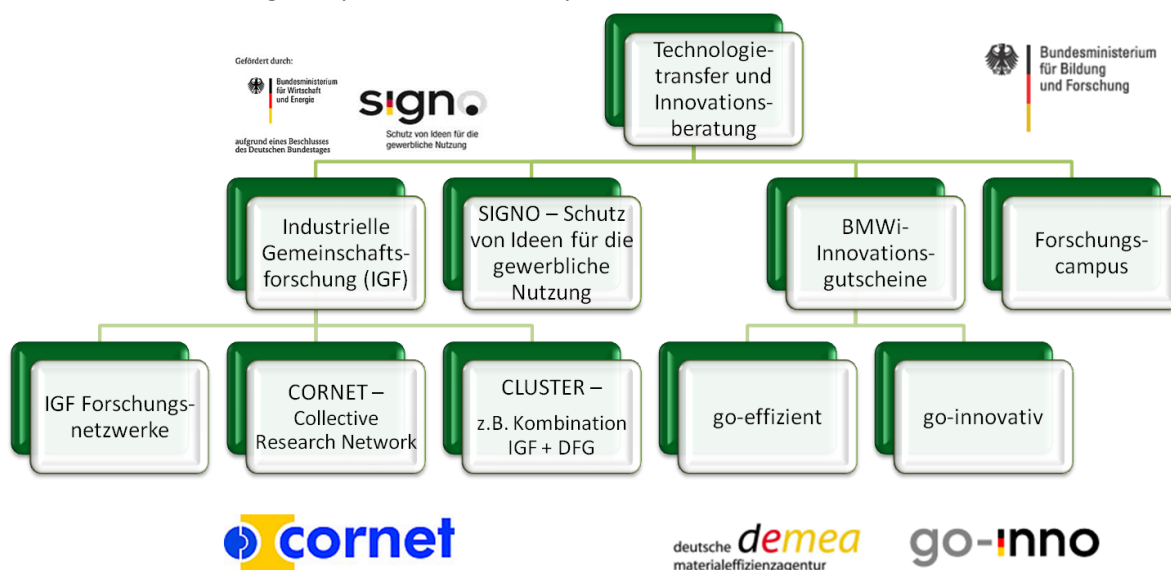 Technologie-
transfer und
Innovations-
beratung
Gefördert durch:
Bundesministerium
für Wirtschaft
und Energie
aufgrund eines Beschlusses
des Deutschen Bundestages
signo
Schutz von Ideen für die
gewerbliche Nutzung
Bundesministerium
für Bildung
und Forschung
Industrielle
Gemeinschafts-
forschung (IGF)
SIGNO – Schutz
von Ideen für die
gewerbliche
Nutzung
BMWi-
Innovations-
gutscheine
Forschungs-
campus
IGF Forschungs-
netzwerke
CORNET –
Collective
Research Network
CLUSTER –
z.B. Kombination
IGF + DFG
go-effizient
go-innovativ
cornet
deutsche demea
materialeffizienzagentur
go-inno